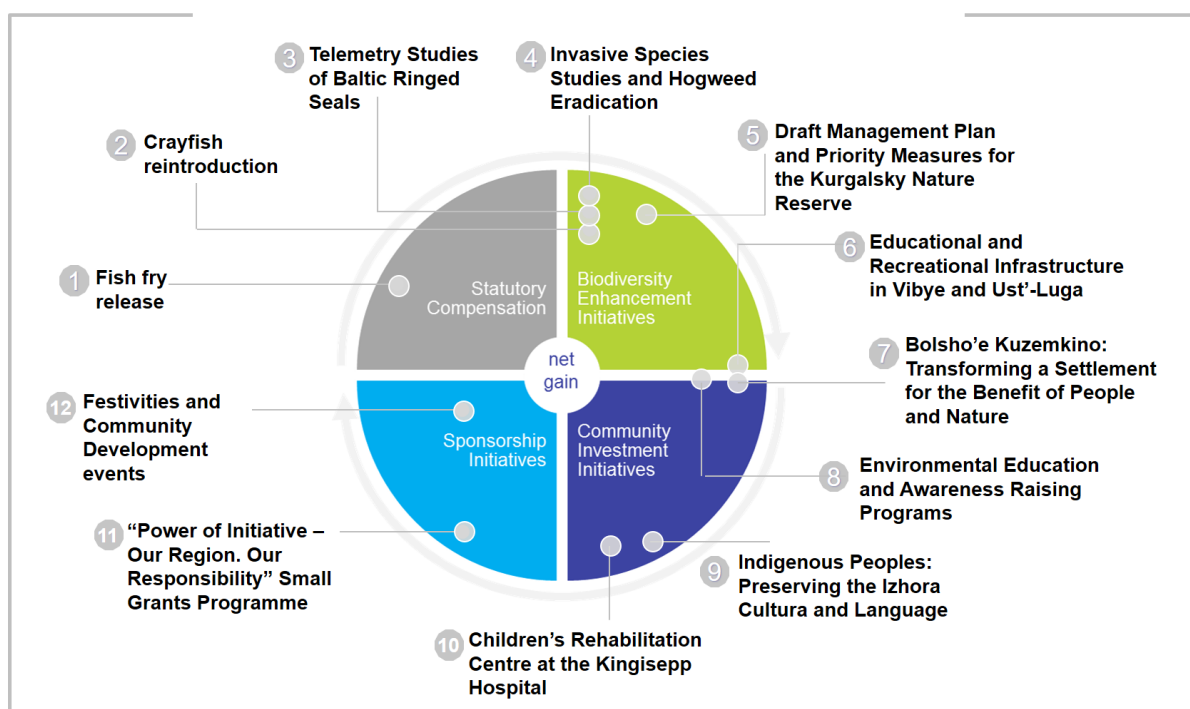 3 Telemetry Studies
of Baltic Ringed
Seals
4 Invasive Species
Studies and Hogweed
Eradication
2 Crayfish
reintroduction
5 Draft Management Plan
and Priority Measures for
the Kurgalsky Nature
Reserve
1 Fish fry
release
6 Educational and
Recreational Infrastructure
in Vibye and Ust'-Luga
Statutory
Compensation
Biodiversity
Enhancement
Initiatives
net
gain
7 Bolsho'e Kuzemkino:
Transforming a Settlement
for the Benefit of People
and Nature
12 Festivities and
Community
Development
events
Sponsorship
Initiatives
Community
Investment
Initiatives
8 Environmental Education
and Awareness Raising
Programs
11 “Power of Initiative –
Our Region. Our
Responsibility” Small
Grants Programme
9 Indigenous Peoples:
Preserving the Izhora
Cultura and Language
10 Children's Rehabilitation
Centre at the Kingisepp
Hospital